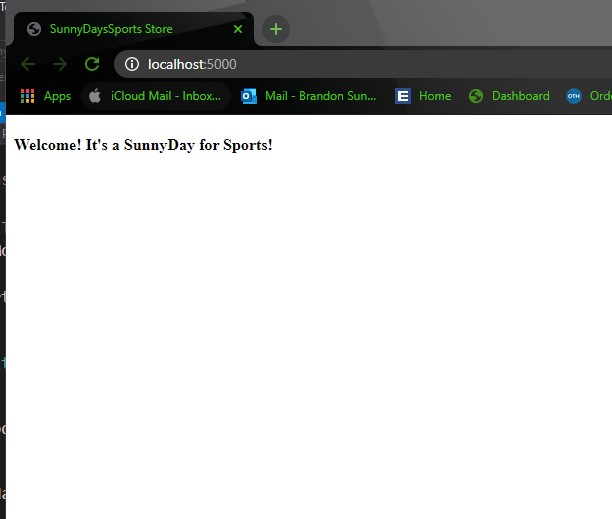 SunnyDaysSports Store
localhost:5000
Apps iCloud Mail - Inbox... Mail - Brandon Sun... Home Dashboard OTH Orde
Welcome! It's a SunnyDay for Sports!